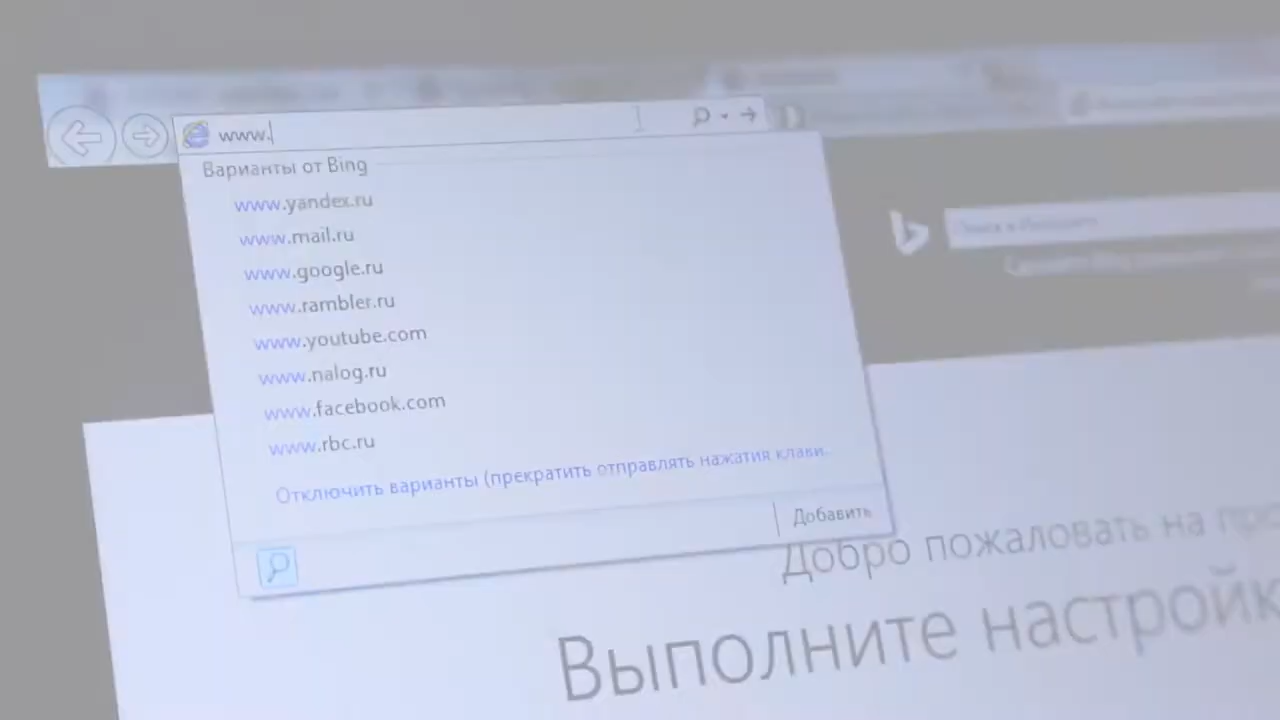 www.
Варианты от Bing
www.yandex.ru
www.mail.ru
www.google.ru
www.rambler.ru
www.youtube.com
www.nalog.ru
www.facebook.com
www.rbc.ru
Отключить варианты (прекратить отправлять нажатия клави...
Добавить
Добро пожаловать на про
Выполните настройк